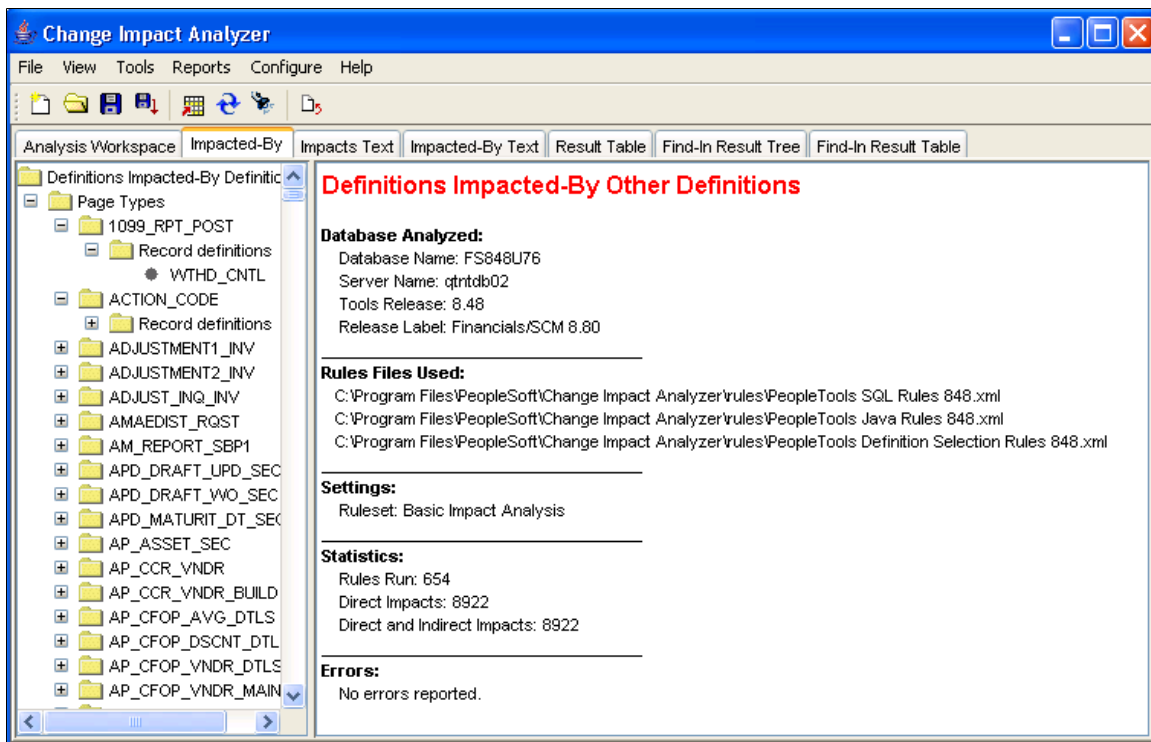 Change Impact Analyzer
File View Tools Reports Configure Help
Analysis Workspace Impacted-By Impacts Text Impacted-By Text Result Table Find-In Result Tree Find-In Result Table
Definitions Impacted-By Definitic
Page Types
1099_RPT_POST
Record definitions
WTHD_CNTL
ACTION_CODE
Record definitions
ADJUSTMENT1_INV
ADJUSTMENT2_INV
ADJUST_INQ_INV
AMAEDIST_RQST
AM_REPORT_SBP1
APD_DRAFT_UPD_SEC
APD_DRAFT_WO_SEC
APD_MATURIT_DT_SEC
AP_ASSET_SEC
AP_CCR_VNDR
AP_CCR_VNDR_BUILD
AP_CFOP_AVG_DTLS
AP_CFOP_DSCNT_DTL
AP_CFOP_VNDR_DTLS
AP_CFOP_VNDR_MAIN
Definitions Impacted-By Other Definitions
Database Analyzed:
Database Name: FS848U76
Server Name: qtntdb02
Tools Release: 8.48
Release Label: Financials/SCM 8.80
Rules Files Used:
C:\Program Files\PeopleSoft\Change Impact Analyzer\rules\PeopleTools SQL Rules 848.xml
C:\Program Files\PeopleSoft\Change Impact Analyzer\rules\PeopleTools Java Rules 848.xml
C:\Program Files\PeopleSoft\Change Impact Analyzer\rules\PeopleTools Definition Selection Rules 848.xml
Settings:
Ruleset: Basic Impact Analysis
Statistics:
Rules Run: 654
Direct Impacts: 8922
Direct and Indirect Impacts: 8922
Errors:
No errors reported.